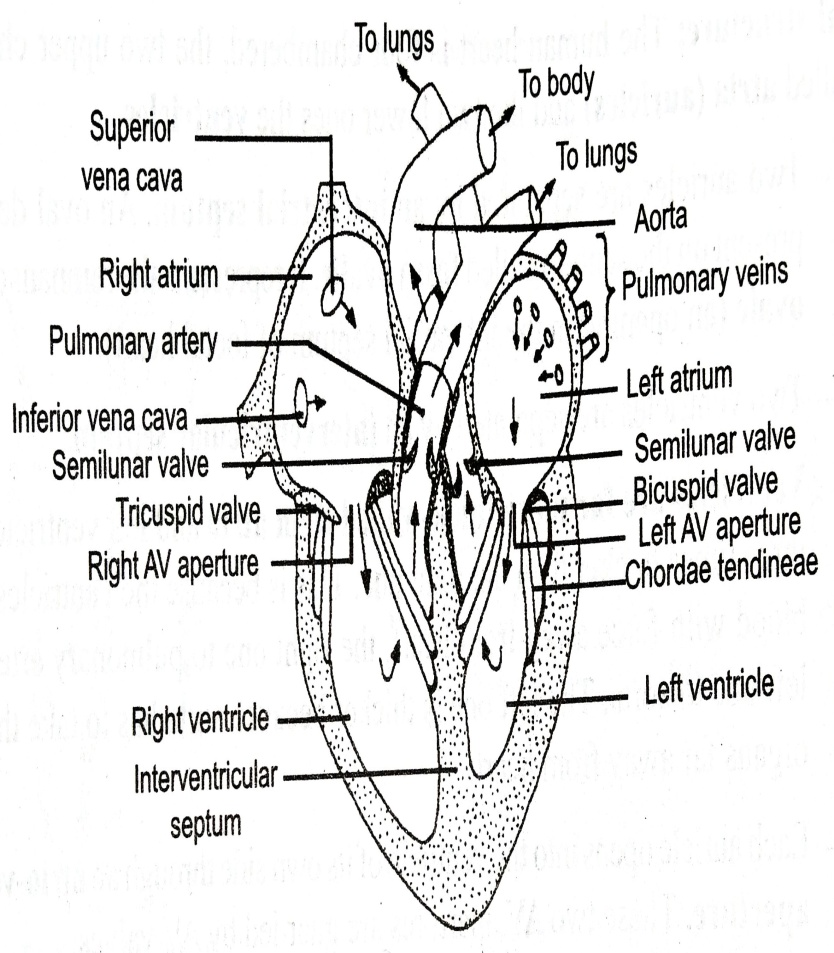 To lungs
To body
Superior
vena cava
To lungs
Aorta
Right atrium
Pulmonary veins
Pulmonary artery
Left atrium
Inferior vena cava
Semilunar valve
Semilunar valve
Bicuspid valve
Tricuspid valve
Left AV aperture
Right AV aperture
Chordae tendineae
Left ventricle
Right ventricle
Interventricular
septum